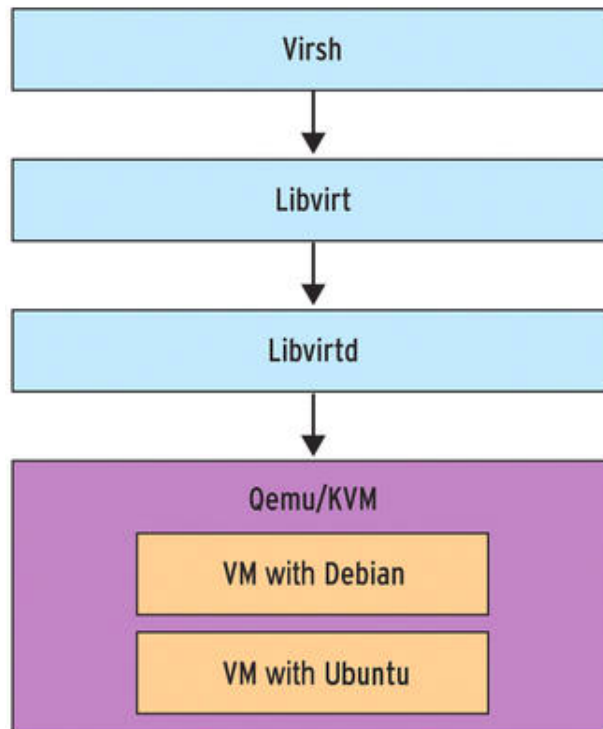 Virsh
Libvirt
Libvirtd
Qemu/KVM
VM with Debian
VM with Ubuntu